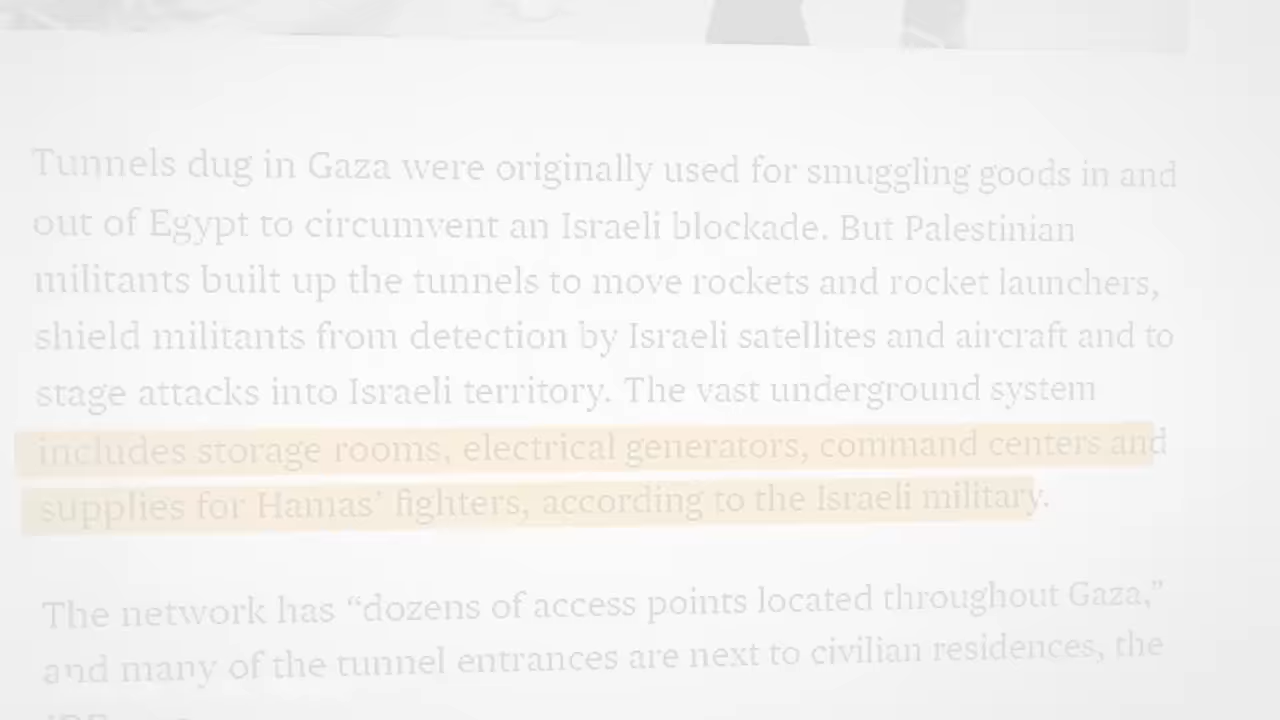 Tunnels dug in Gaza were originally used for smuggling goods in and
out of Egypt to circumvent an Israeli blockade. But Palestinian
militants built up the tunnels to move rockets and rocket launchers,
shield militants from detection by Israeli satellites and aircraft and to
stage attacks into Israeli territory. The vast underground system
includes storage rooms, electrical generators, command centers and
supplies for Hamas’ fighters, according to the Israeli military.
The network has “dozens of access points located throughout Gaza,”
and many of the tunnel entrances are next to civilian residences, the